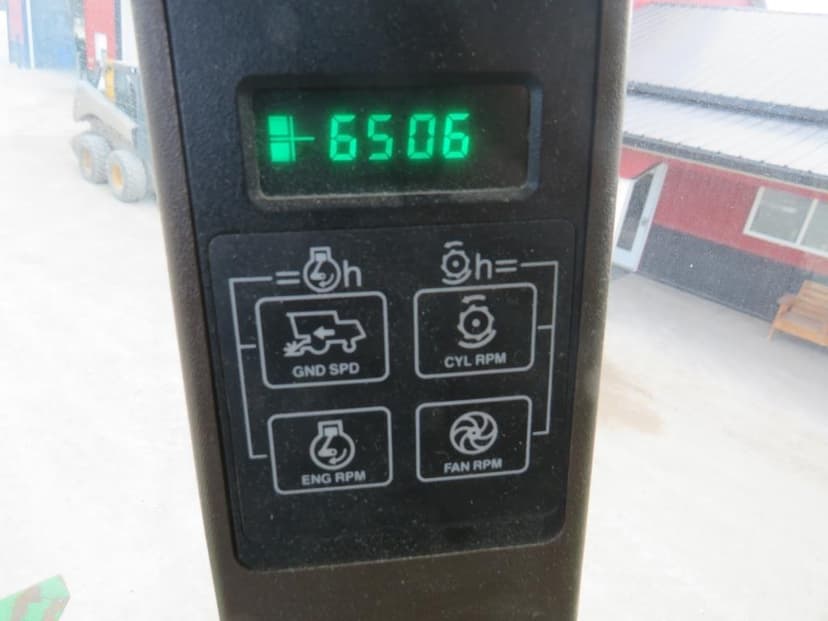 6506
=h h=
GND SPD CYL RPM
ENG RPM FAN RPM